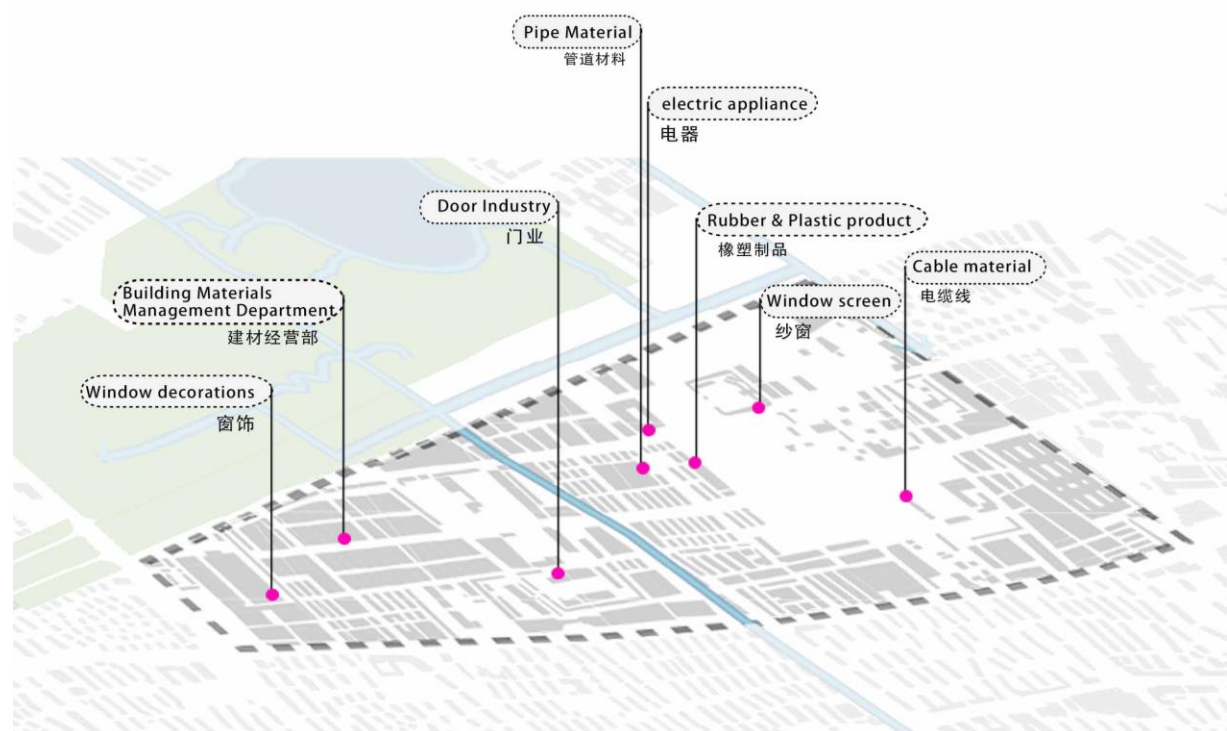 Pipe Material
管道材料
electric appliance
电器
Door Industry
门业
Rubber & Plastic product
橡塑制品
Cable material
电缆线
Building Materials
Management Department
建材经营部
Window screen
纱窗
Window decorations
窗饰